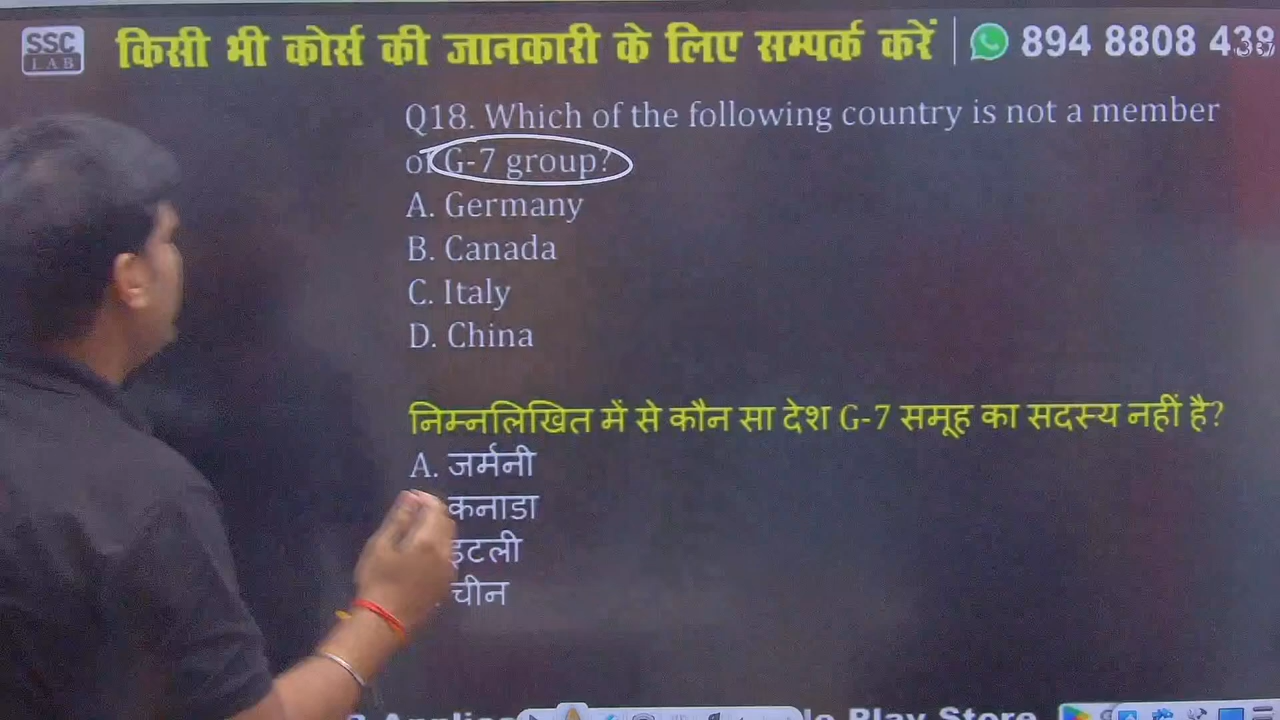 SSC
LAB
किसी भी कोर्स की जानकारी के लिए सम्पर्क करें
894 8808 438
Q18. Which of the following country is not a member
of G-7 group?
A. Germany
B. Canada
C. Italy
D. China
निम्नलिखित में से कौन सा देश G-7 समूह का सदस्य नहीं है?
A. जर्मनी
कनाडा
इटली
चीन
Play Store